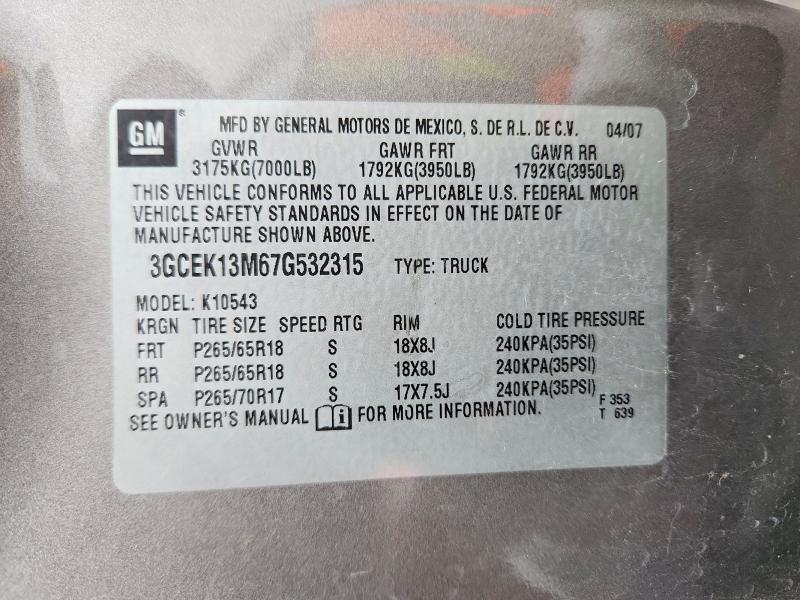 GM® MFD BY GENERAL MOTORS DE MEXICO, S. DE R.L. DE C.V. 04/07
GVWR GAWR FRT GAWR RR
3175KG(7000LB) 1792KG(3950LB) 1792KG(3950LB)
THIS VEHICLE CONFORMS TO ALL APPLICABLE U.S. FEDERAL MOTOR
VEHICLE SAFETY STANDARDS IN EFFECT ON THE DATE OF
MANUFACTURE SHOWN ABOVE.
3GCEK13M67G532315 TYPE: TRUCK
MODEL: K10543
KRGN TIRE SIZE SPEED RTG RIM COLD TIRE PRESSURE
FRT P265/65R18 S 18X8J 240KPA(35PSI)
RR P265/65R18 S 18X8J 240KPA(35PSI)
SPA P265/70R17 S 17X7.5J 240KPA(35PSI)
SEE OWNER'S MANUAL i FOR MORE INFORMATION. F 353
T 639